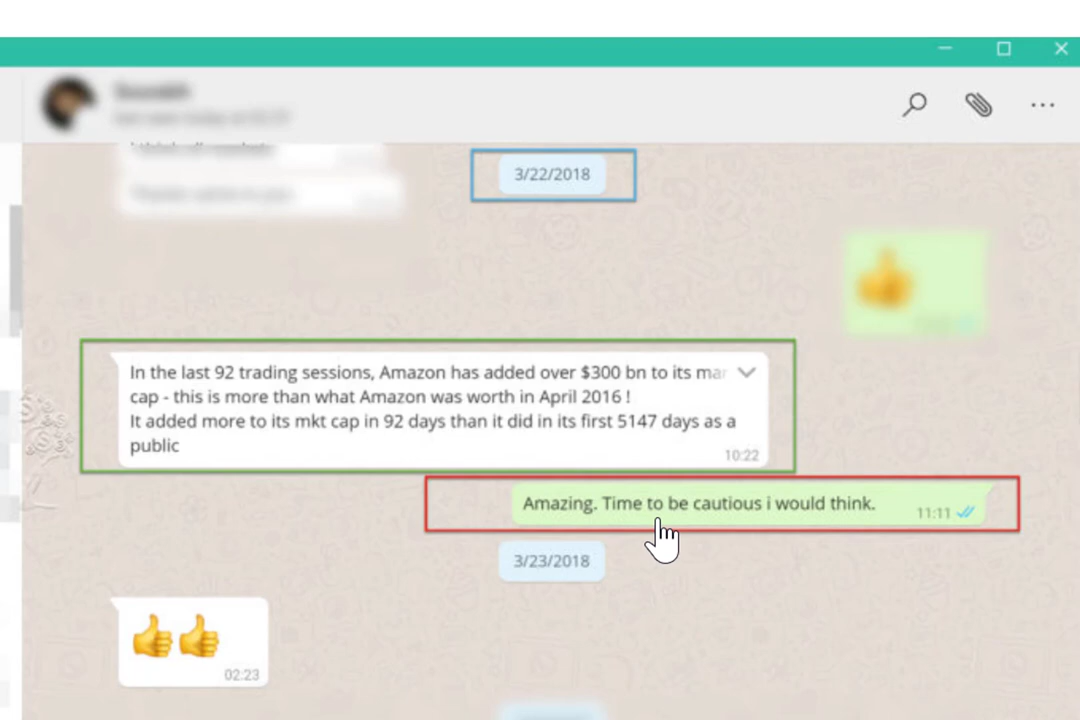 3/22/2018
In the last 92 trading sessions, Amazon has added over $300 bn to its mar
cap - this is more than what Amazon was worth in April 2016 !
It added more to its mkt cap in 92 days than it did in its first 5147 days as a
public
10:22
Amazing. Time to be cautious i would think.
11:11
3/23/2018
02:23